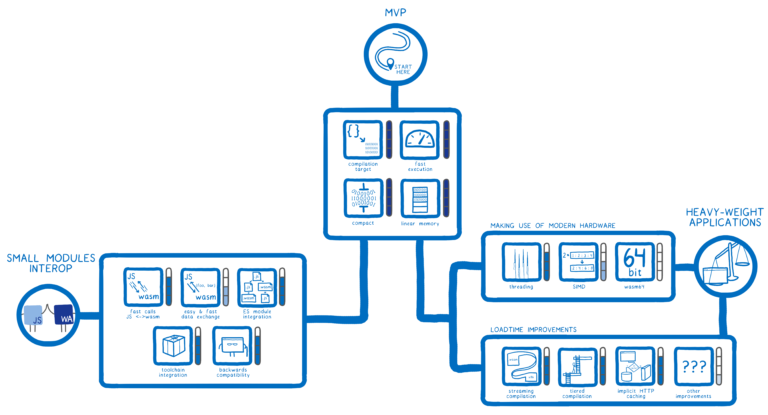 MVP
START
HERE
{}
compilation
target
fast
execution
compact
linear memory
SMALL MODULES
INTEROP
JS
WA
JS
wasm
fast calls
JS <->wasm
JS
wasm
easy & fast
data exchange
ES module
integration
toolchain
integration
backwards
compatibility
MAKING USE OF MODERN HARDWARE
threading
2x
SIMD
64
bit
wasm64
HEAVY-WEIGHT
APPLICATIONS
LOADTIME IMPROVEMENTS
streaming
compilation
tiered
compilation
implicit HTTP
caching
???
other
improvements